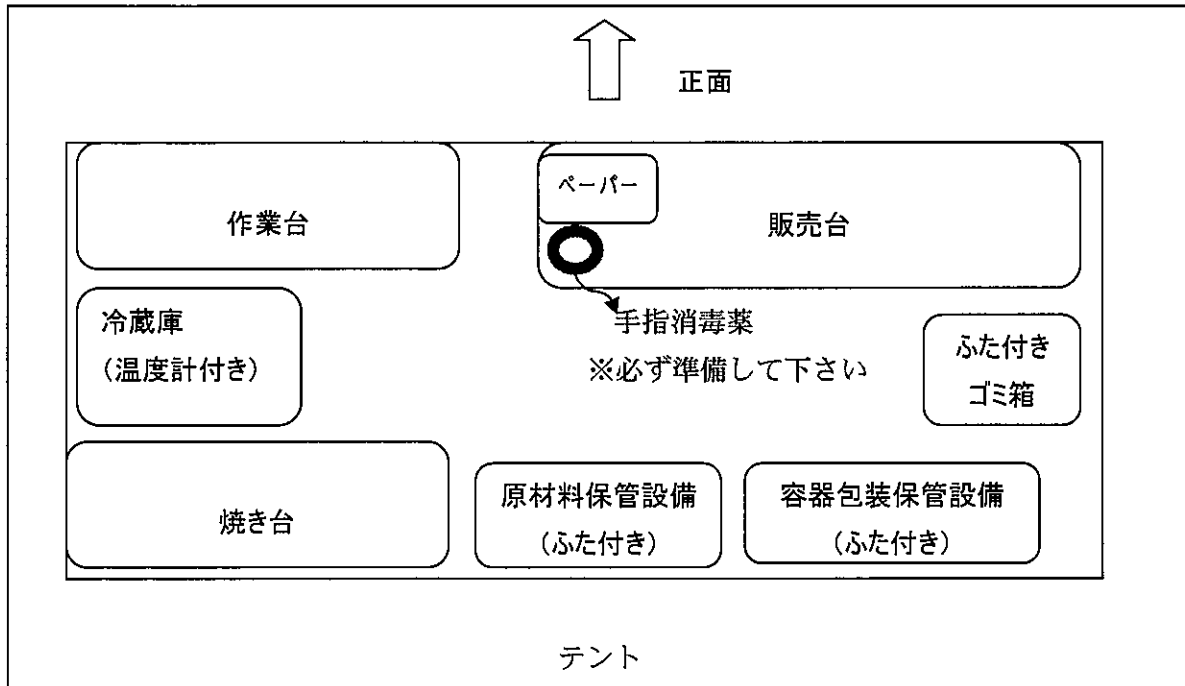 正面
ペーパー
作業台
販売台
冷蔵庫
(温度計付き)
手指消毒薬
※必ず準備して下さい
ふた付き
ゴミ箱
焼き台
原材料保管設備
(ふた付き)
容器包装保管設備
(ふた付き)
テント